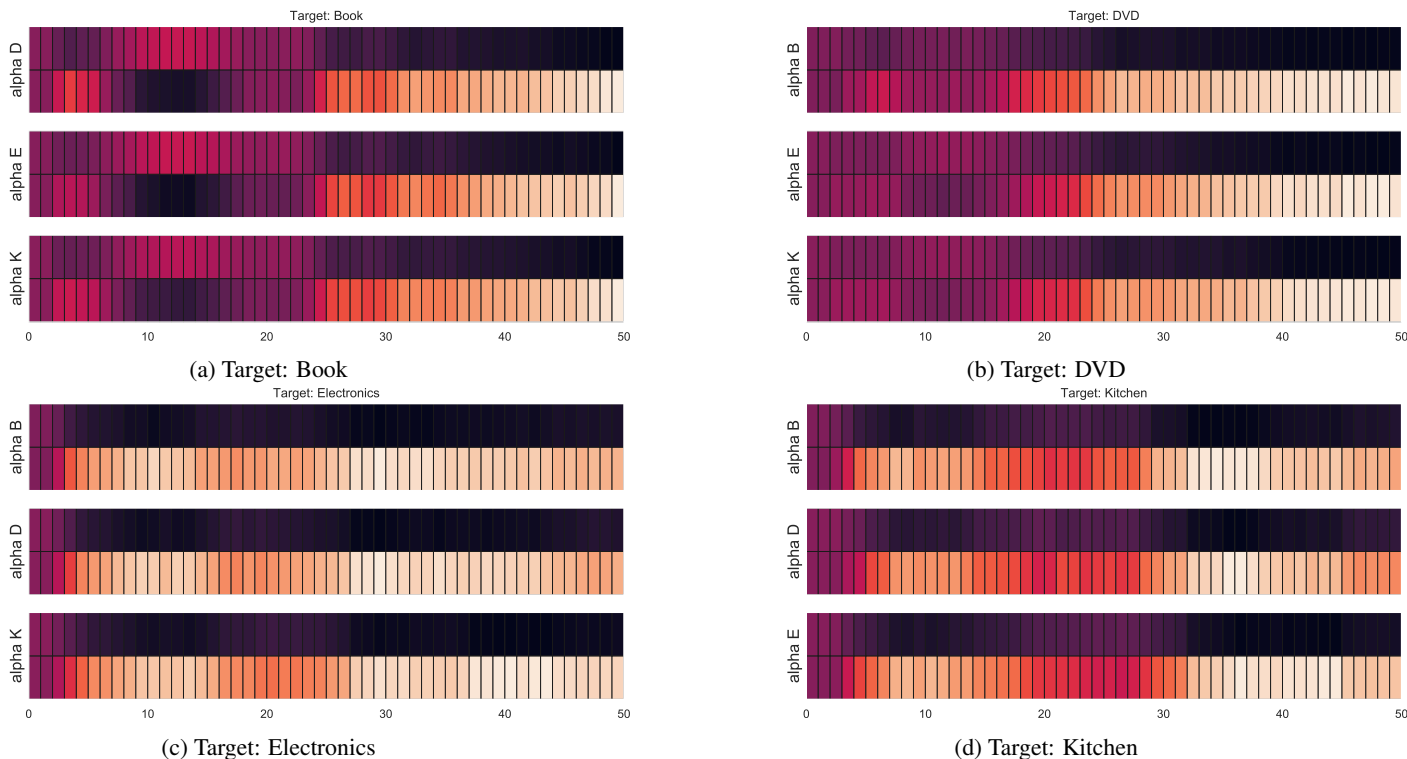 Target: Book
alpha D
alpha E
alpha K
0 10 20 30 40 50
(a) Target: Book
Target: DVD
alpha B
alpha E
alpha K
0 10 20 30 40 50
(b) Target: DVD
Target: Electronics
alpha B
alpha D
alpha K
0 10 20 30 40 50
(c) Target: Electronics
Target: Kitchen
alpha B
alpha D
alpha E
0 10 20 30 40 50
(d) Target: Kitchen